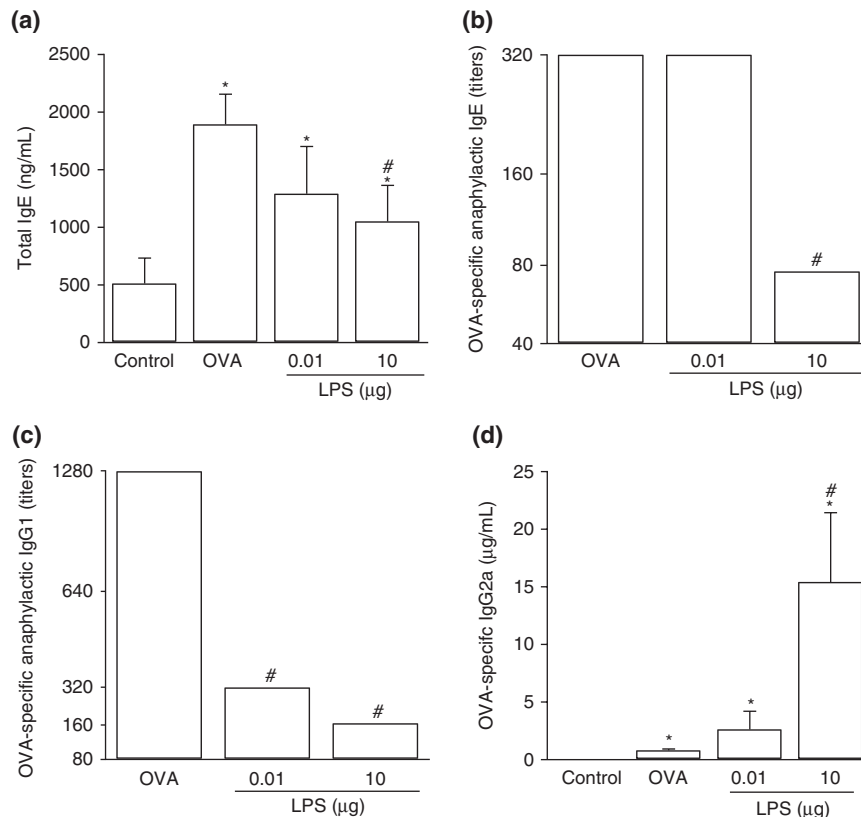 (a)
Total IgE (ng/mL)
2500
2000
1500
1000
500
0
*
*
#
*
Control OVA 0.01 10
LPS (μg)
(b)
OVA-specific anaphylactic IgE (titers)
320
160
80
40
#
OVA 0.01 10
LPS (μg)
(c)
OVA-specific anaphylactic IgG1 (titers)
1280
640
320
160
80
#
#
OVA 0.01 10
LPS (μg)
(d)
OVA-specifc IgG2a (μg/mL)
25
20
15
10
5
0
*
*
#
*
Control OVA 0.01 10
LPS (μg)